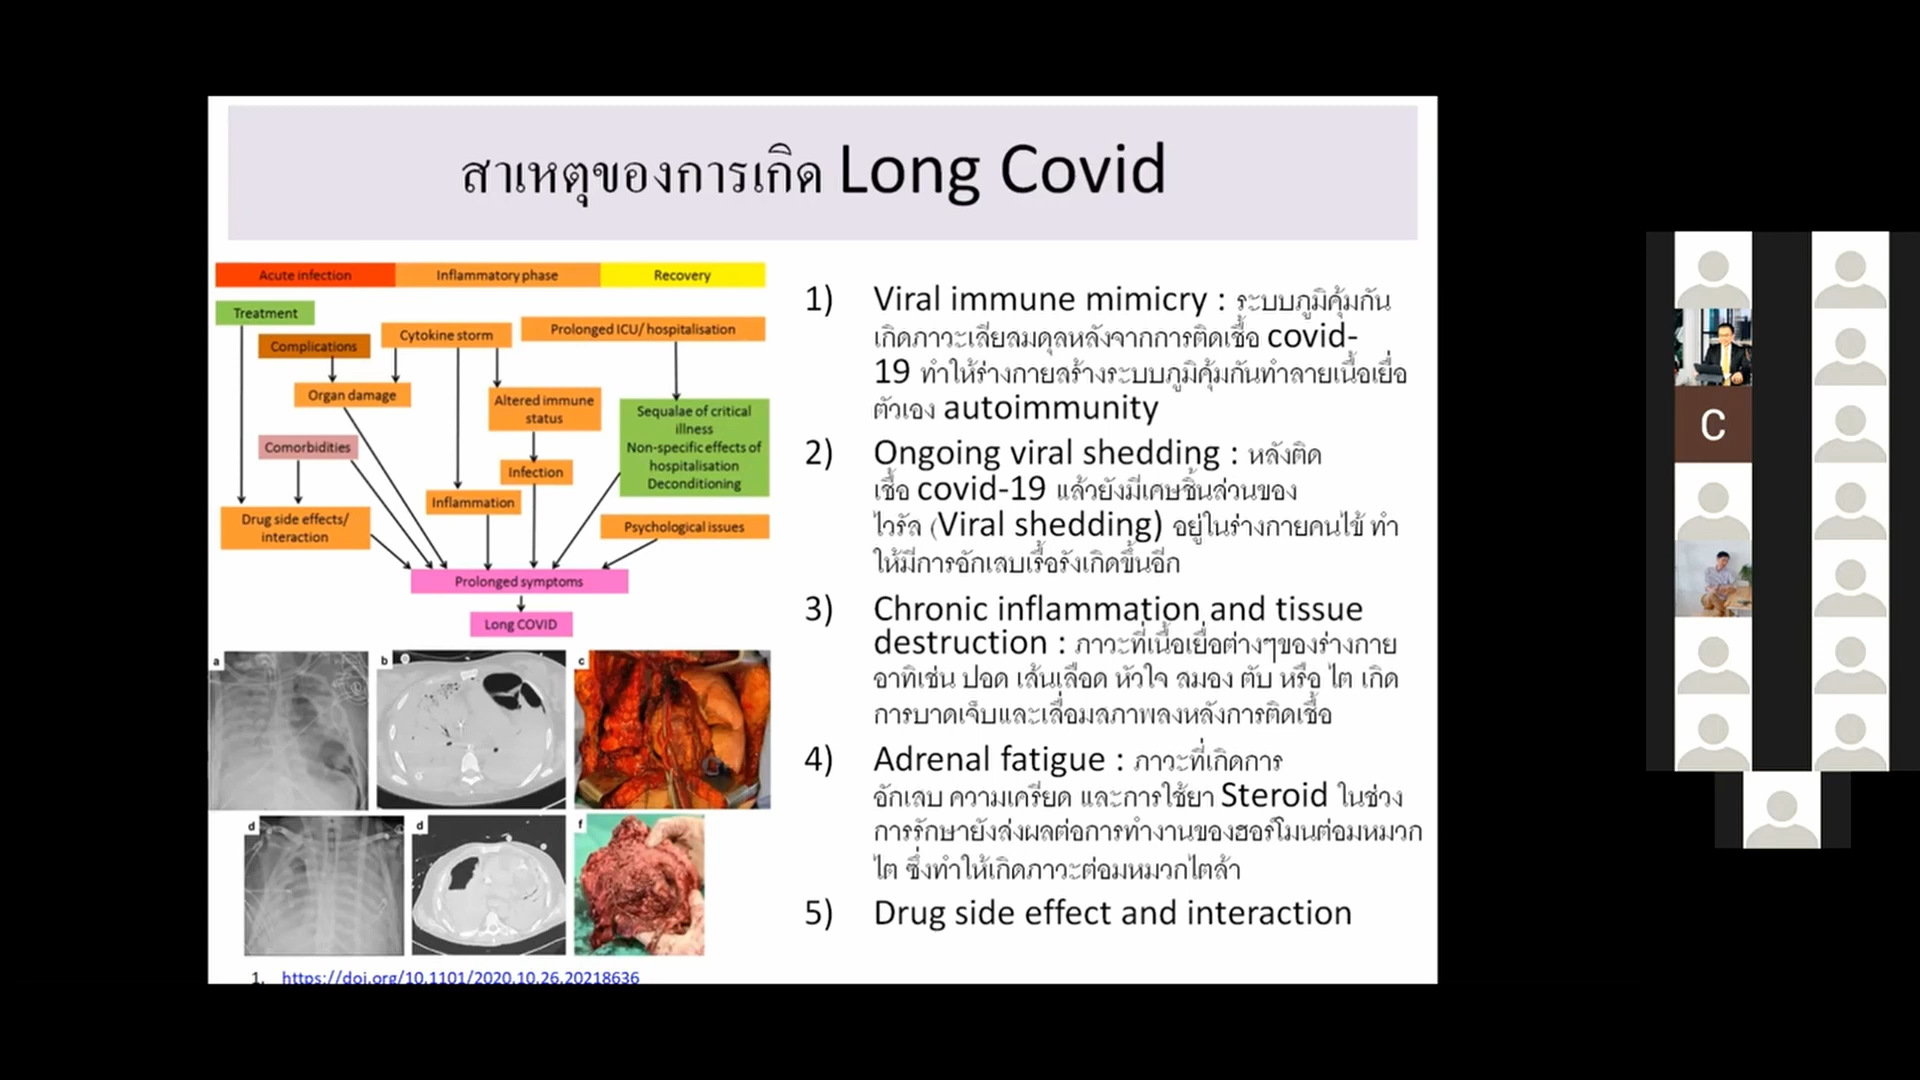 สาเหตุของการเกิด Long Covid
Acute infection
Inflammatory phase
Recovery
Treatment
Complications
Cytokine storm
Prolonged ICU/ hospitalisation
Organ damage
Altered immune
status
Sequalae of critical
illness
Non-specific effects of
hospitalisation
Deconditioning
Comorbidities
Infection
Inflammation
Drug side effects/
interaction
Psychological issues
Prolonged symptoms
Long COVID
a
b
c
d
d
f
1. https://doi.org/10.1101/2020.10.26.20218636
1) Viral immune mimicry : ระบบภูมิคุ้มกัน
เกิดภาวะเสียสมดุลหลังจากการติดเชื้อ covid-
19 ทำให้ร่างกายสร้างระบบภูมิคุ้มกันทำลายเนื้อเยื่อ
ตัวเอง autoimmunity
2) Ongoing viral shedding : หลังติด
เชื้อ covid-19 แล้วยังมีเศษชิ้นส่วนของ
ไวรัส (Viral shedding) อยู่ในร่างกายคนไข้ ทำ
ให้มีการอักเสบเรื้อรังเกิดขึ้นอีก
3) Chronic inflammation and tissue
destruction : ภาวะที่เนื้อเยื่อต่างๆของร่างกาย
อาทิเช่น ปอด เส้นเลือด หัวใจ สมอง ตับ หรือ ไต เกิด
การบาดเจ็บและเสื่อมสภาพลงหลังการติดเชื้อ
4) Adrenal fatigue : ภาวะที่เกิดการ
อักเสบ ความเครียด และการใช้ยา Steroid ในช่วง
การรักษายังส่งผลต่อการทำงานของฮอร์โมนต่อมหมวก
ไต ซึ่งทำให้เกิดภาวะต่อมหมวกไตล้า
5) Drug side effect and interaction
C